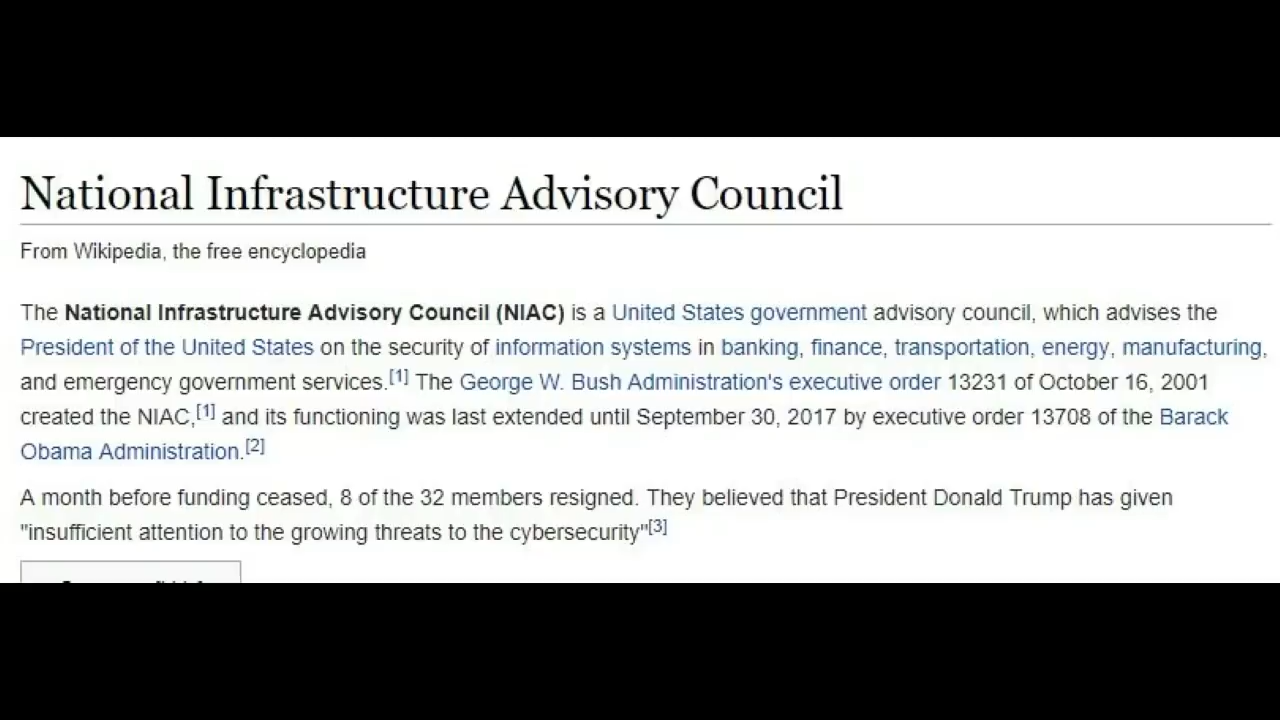 National Infrastructure Advisory Council
From Wikipedia, the free encyclopedia
The National Infrastructure Advisory Council (NIAC) is a United States government advisory council, which advises the
President of the United States on the security of information systems in banking, finance, transportation, energy, manufacturing,
and emergency government services.[1] The George W. Bush Administration's executive order 13231 of October 16, 2001
created the NIAC,[1] and its functioning was last extended until September 30, 2017 by executive order 13708 of the Barack
Obama Administration.[2]
A month before funding ceased, 8 of the 32 members resigned. They believed that President Donald Trump has given
"insufficient attention to the growing threats to the cybersecurity"[3]